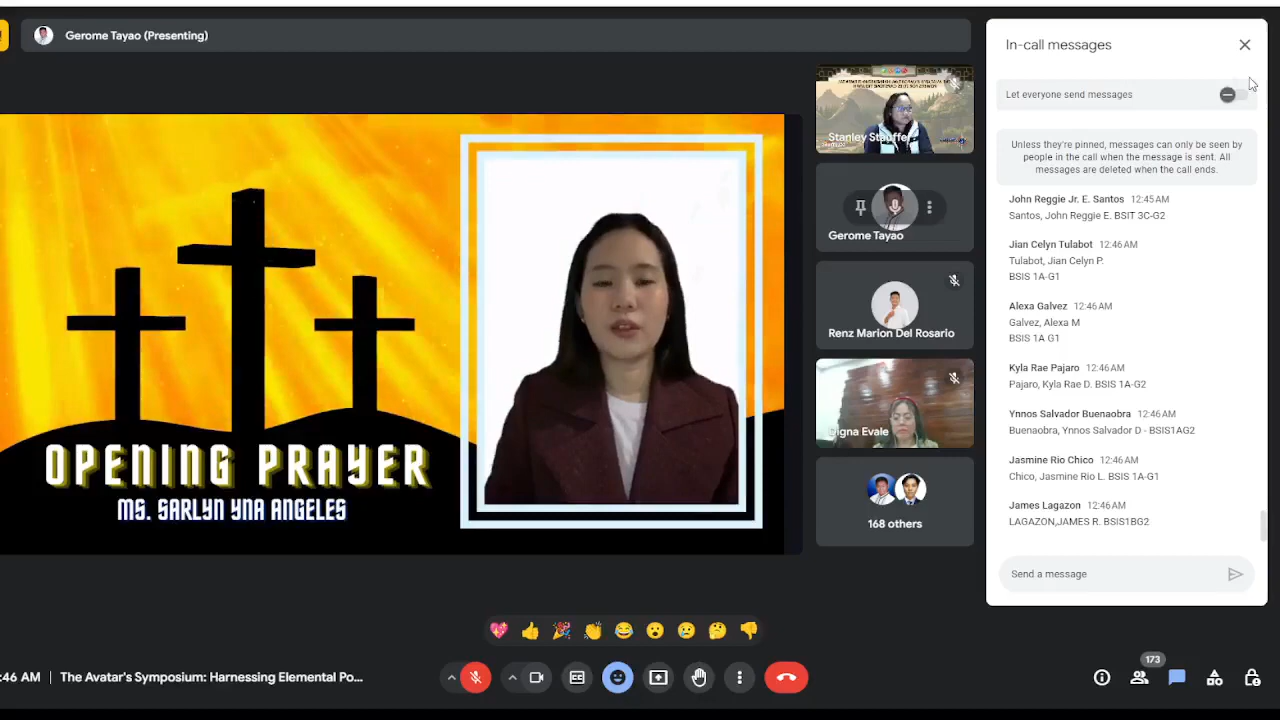 Gerome Tayao (Presenting)
OPENING PRAYER
MS. SARLYN YNA ANGELES
Stanley Stauffe
Gerome Tayao
Renz Marion Del Rosario
Digna Evale
168 others
In-call messages
Let everyone send messages
Unless they're pinned, messages can only be seen by
people in the call when the message is sent. All
messages are deleted when the call ends.
John Reggie Jr. E. Santos 12:45 AM
Santos, John Reggie E. BSIT 3C-G2
Jian Celyn Tulabot 12:46 AM
Tulabot, Jian Celyn P.
BSIS 1A-G1
Alexa Galvez 12:46 AM
Galvez, Alexa M
BSIS 1A G1
Kyla Rae Pajaro 12:46 AM
Pajaro, Kyla Rae D. BSIS 1A-G2
Ynnos Salvador Buenaobra 12:46 AM
Buenaobra, Ynnos Salvador D - BSIS1AG2
Jasmine Rio Chico 12:46 AM
Chico, Jasmine Rio L. BSIS 1A-G1
James Lagazon 12:46 AM
LAGAZON,JAMES R. BSIS1BG2
Send a message
:46 AM | The Avatar's Symposium: Harnessing Elemental Po...
173